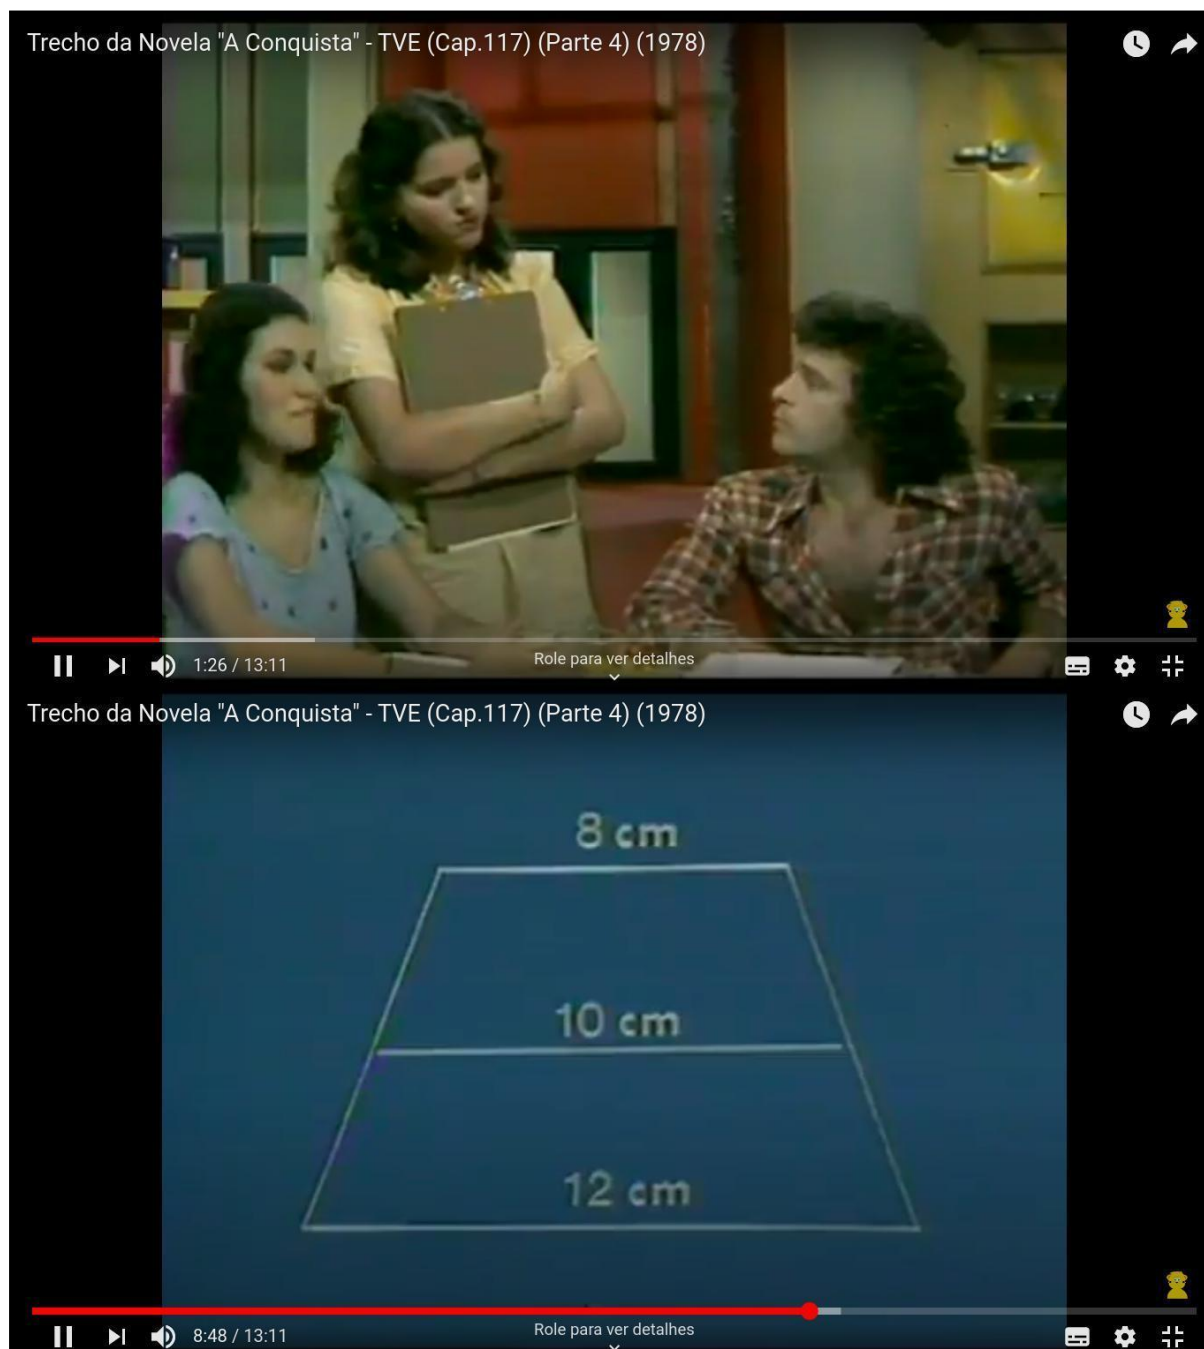 Trecho da Novela "A Conquista" - TVE (Cap.117) (Parte 4) (1978)
1:26 / 13:11
Role para ver detalhes
Trecho da Novela "A Conquista" - TVE (Cap.117) (Parte 4) (1978)
8 cm
10 cm
12 cm
8:48 / 13:11
Role para ver detalhes